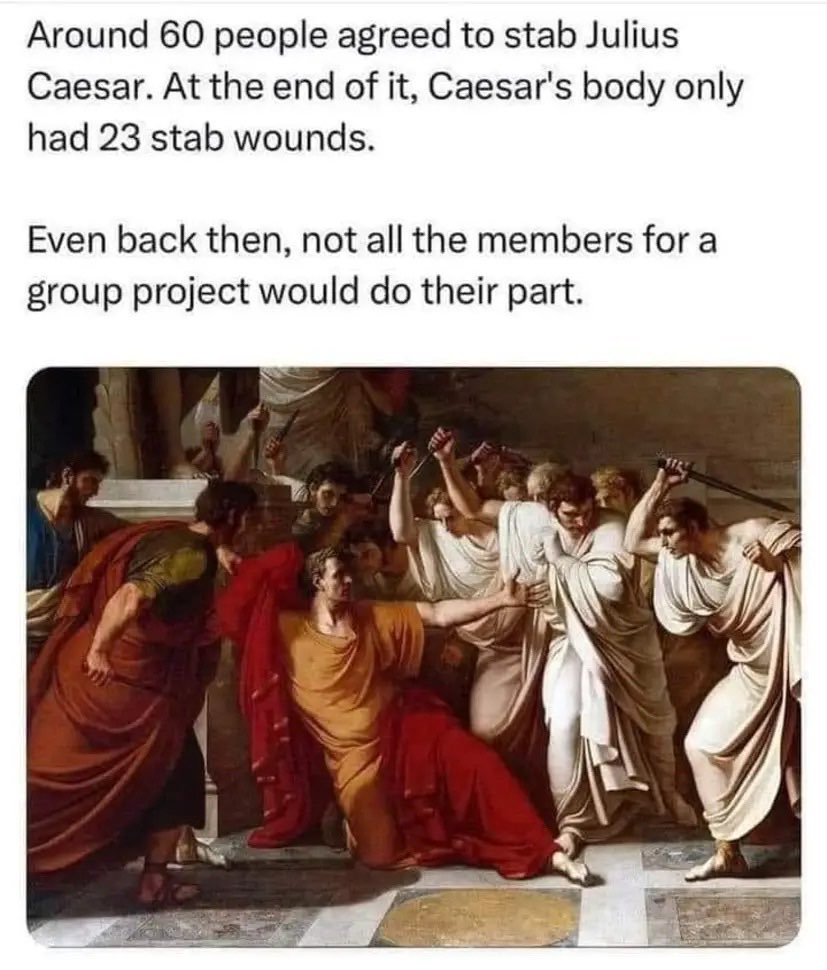 Around 60 people agreed to stab Julius
Caesar. At the end of it, Caesar's body only
had 23 stab wounds.
Even back then, not all the members for a
group project would do their part.